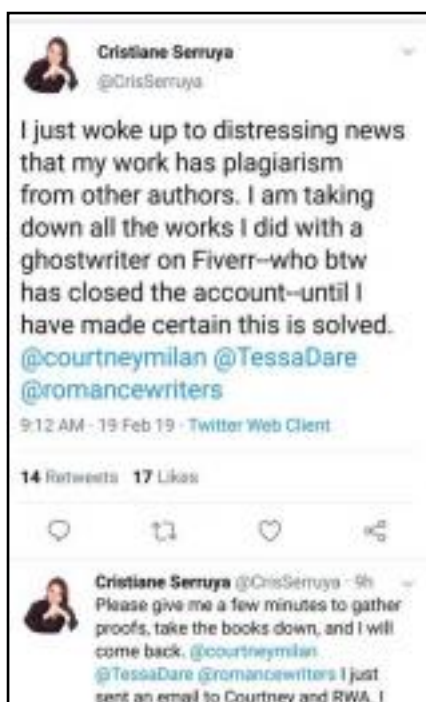 Cristiane Serruya
@CrisSerruya
I just woke up to distressing news
that my work has plagiarism
from other authors. I am taking
down all the works I did with a
ghostwriter on Fiverr--who btw
has closed the account--until I
have made certain this is solved.
@courtneymilan @TessaDare
@romancewriters
9:12 AM · 19 Feb 19 · Twitter Web Client
14 Retweets 17 Likes
Cristiane Serruya @CrisSerruya · 9h
Please give me a few minutes to gather
proofs, take the books down, and I will
come back. @courtneymilan
@TessaDare @romancewriters I just
sent an email to Courtney and RWA. I